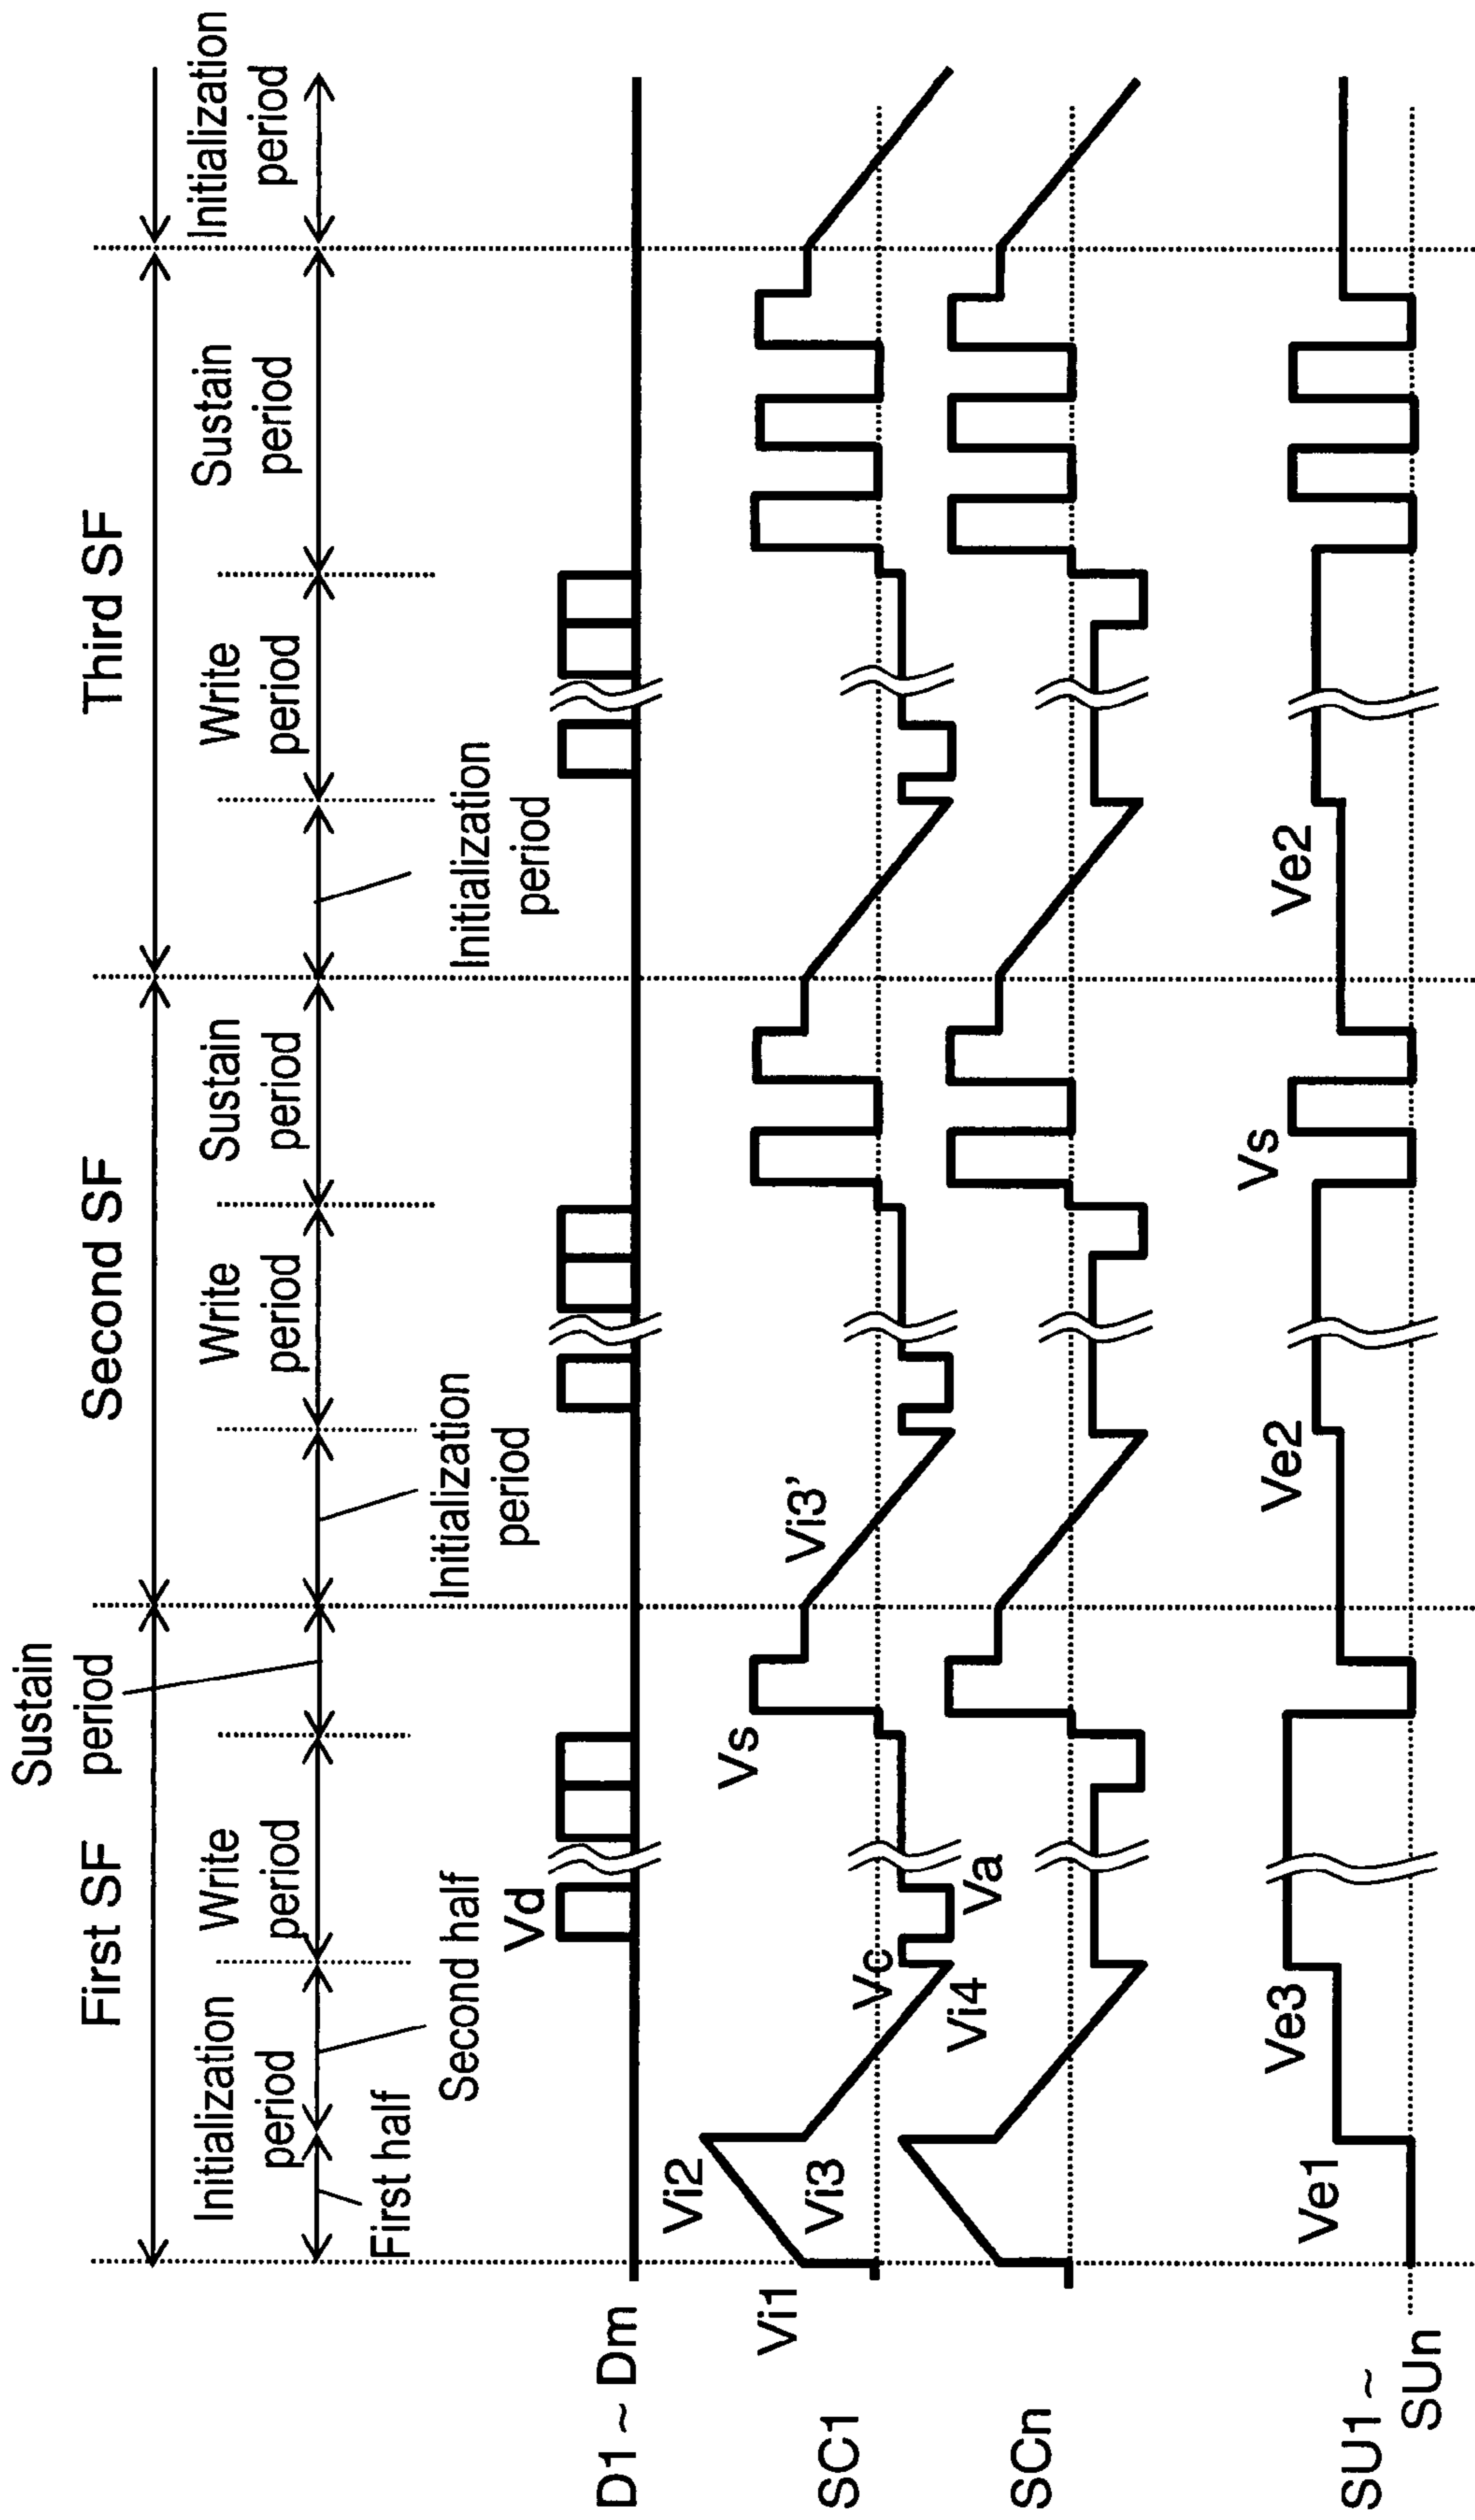 First SF
Second SF
Third SF
Initialization
period
Write
period
Sustain
period
Write
period
Sustain
period
Write
period
Sustain
period
Initialization
period
First half
Second half
Initialization
period
Initialization
period
D1 ~ Dm
Vd
SC1
Vi1
Vi2
Vi3
Vi4
Vc
Va
Vs
Vi3'
SCn
SU1 ~
SUn
Ve1
Ve3
Ve2
Vs
Ve2